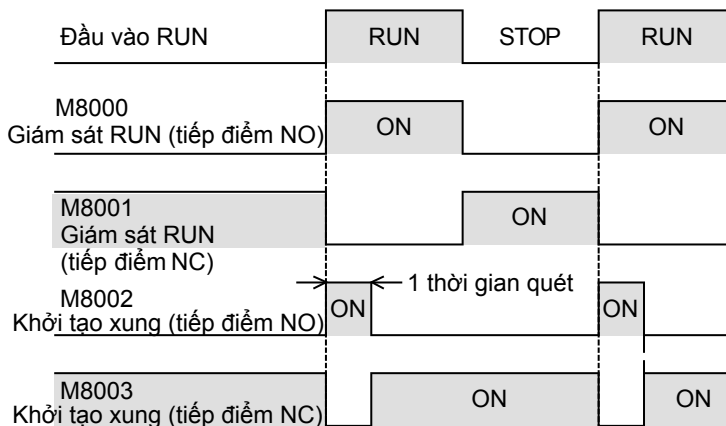 Đầu vào RUN
RUN
STOP
RUN
M8000
Giám sát RUN (tiếp điểm NO)
ON
ON
M8001
Giám sát RUN
(tiếp điểm NC)
ON
M8002
Khởi tạo xung (tiếp điểm NO)
ON
1 thời gian quét
ON
M8003
Khởi tạo xung (tiếp điểm NC)
ON
ON